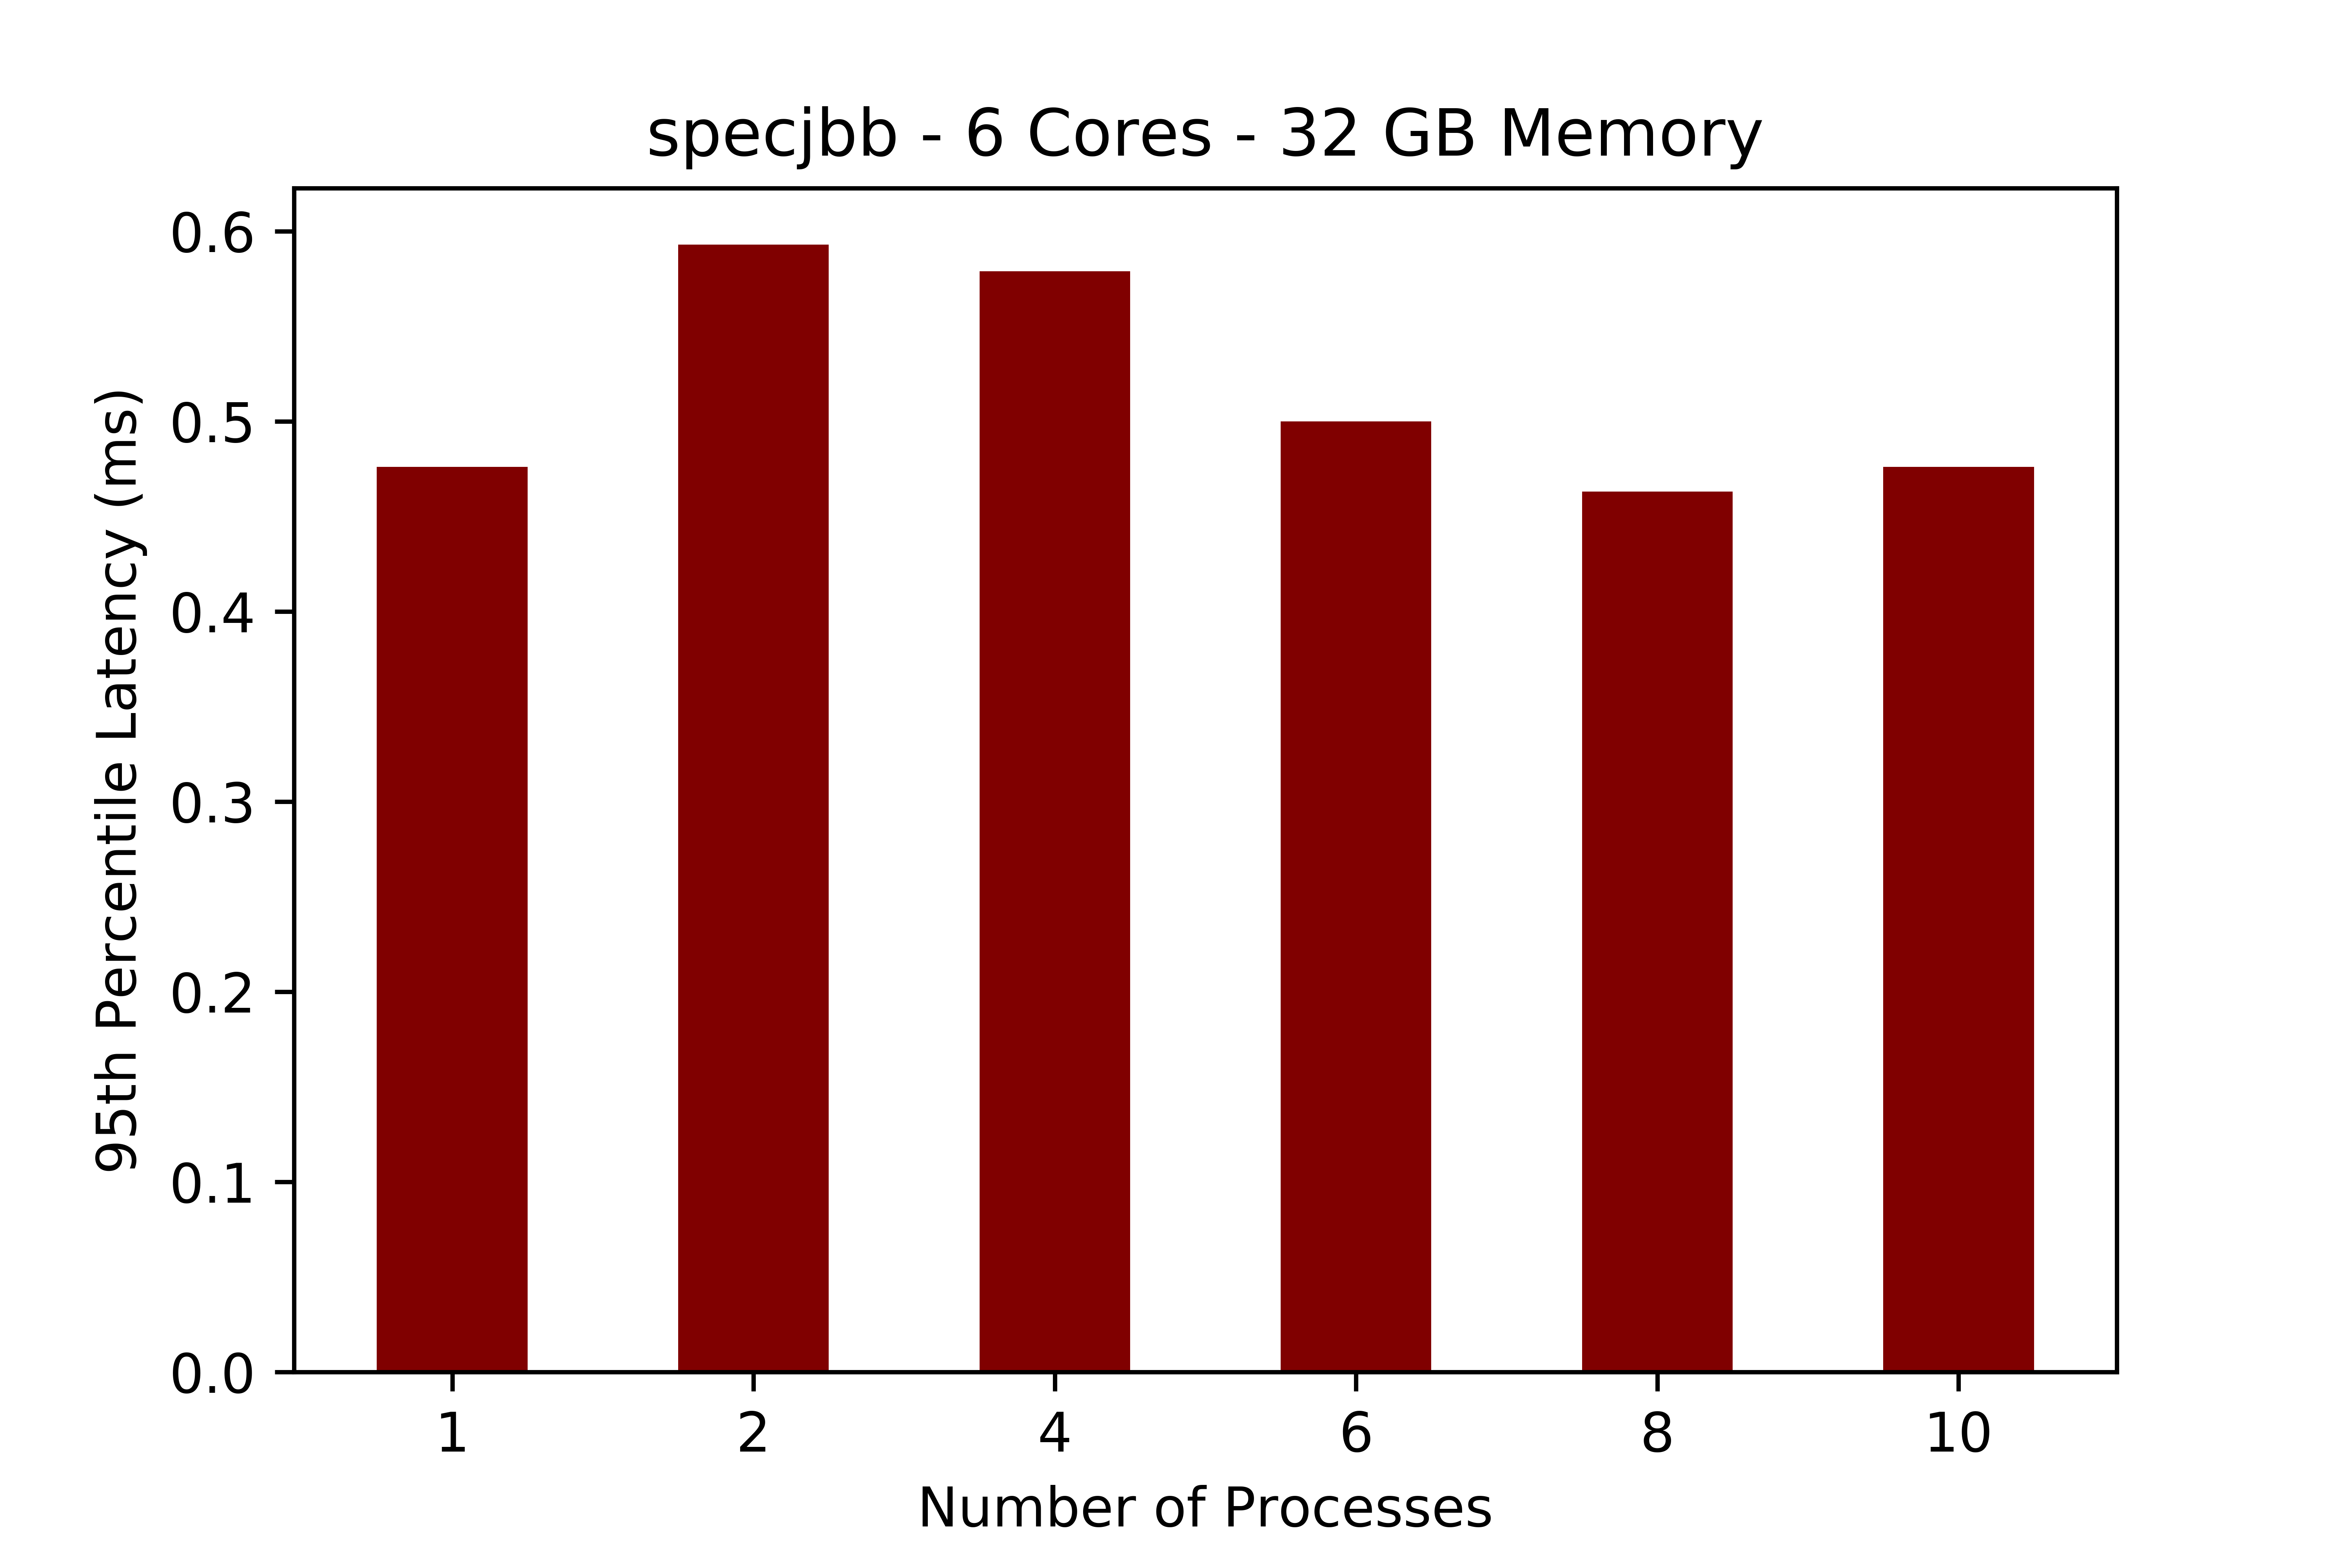 specjbb - 6 Cores - 32 GB Memory
95th Percentile Latency (ms)
0.6
0.5
0.4
0.3
0.2
0.1
0.0
1 2 4 6 8 10
Number of Processes